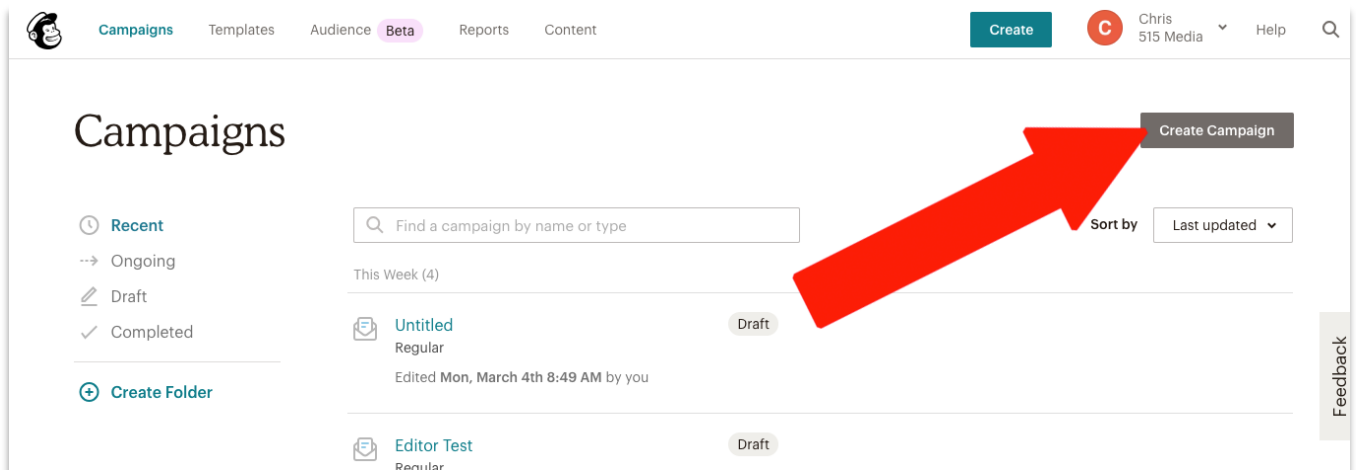 Campaigns Templates Audience Beta Reports Content Create C Chris Help
515 Media
Campaigns
Create Campaign
Recent
Ongoing
Draft
Completed
Create Folder
Find a campaign by name or type
Sort by Last updated
This Week (4)
Untitled Draft
Regular
Edited Mon, March 4th 8:49 AM by you
Editor Test Draft
Regular
Feedback